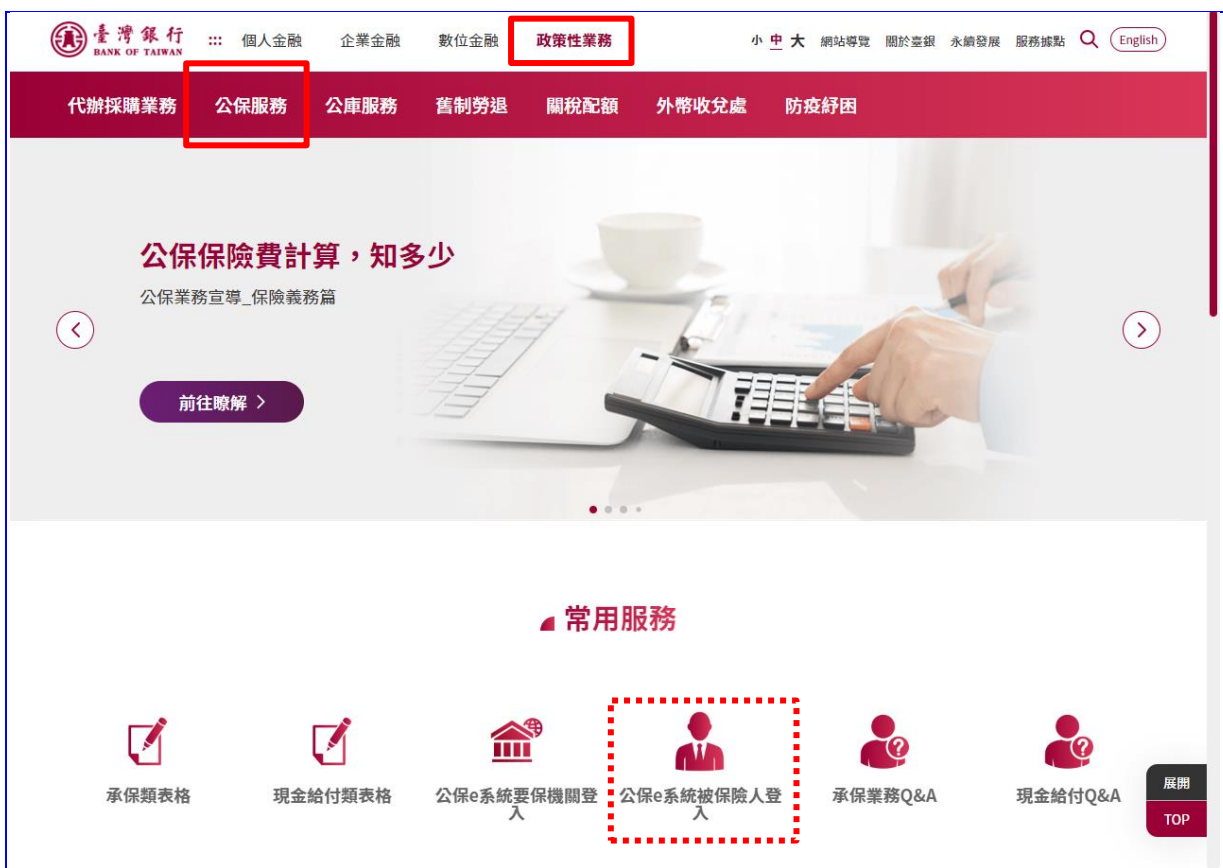 臺灣銀行
BANK OF TAIWAN
::: 個人金融 企業金融 數位金融 政策性業務 小 中 大 網站導覽 關於臺銀 永續發展 服務據點 English
代辦採購業務 公保服務 公庫服務 舊制勞退 關稅配額 外幣收兌處 防疫紓困
公保保險費計算，知多少
公保業務宣導_保險義務篇
前往瞭解
常用服務
承保類表格 現金給付類表格 公保e系統要保機關登入 公保e系統被保險人登入 承保業務Q&A 現金給付Q&A
展開
TOP